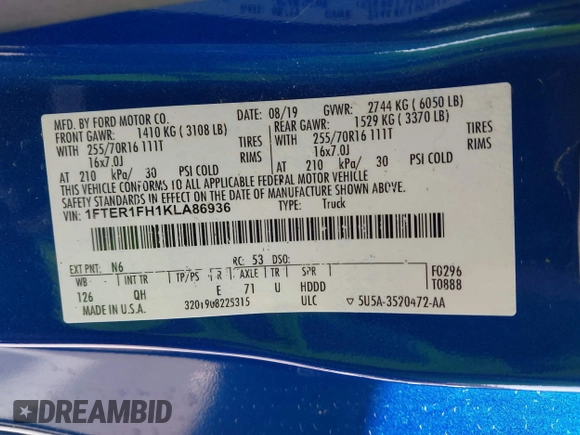 MFD. BY FORD MOTOR CO. DATE: 08/19 GVWR: 2744 KG ( 6050 LB)
FRONT GAWR: 1410 KG ( 3108 LB) REAR GAWR: 1529 KG ( 3370 LB)
WITH 255/70R16 111T TIRES WITH 255/70R16 111T TIRES
16x7.0J RIMS 16x7.0J RIMS
AT 210 kPa/ 30 PSI COLD AT 210 kPa/ 30 PSI COLD
THIS VEHICLE CONFORMS TO ALL APPLICABLE FEDERAL MOTOR VEHICLE
SAFETY STANDARDS IN EFFECT ON THE DATE OF MANUFACTURE SHOWN ABOVE.
VIN: 1FTER1FH1KLA86936 TYPE: Truck
EXT PNT: N6 RC: 53 DSO:
WB INT TR TP/PS R AXLE TR SPR F0296
126 QH E 71 U HDDD T0888
MADE IN U.S.A. 3201908225315 ULC 5U5A-3520472-AA
DREAMBID